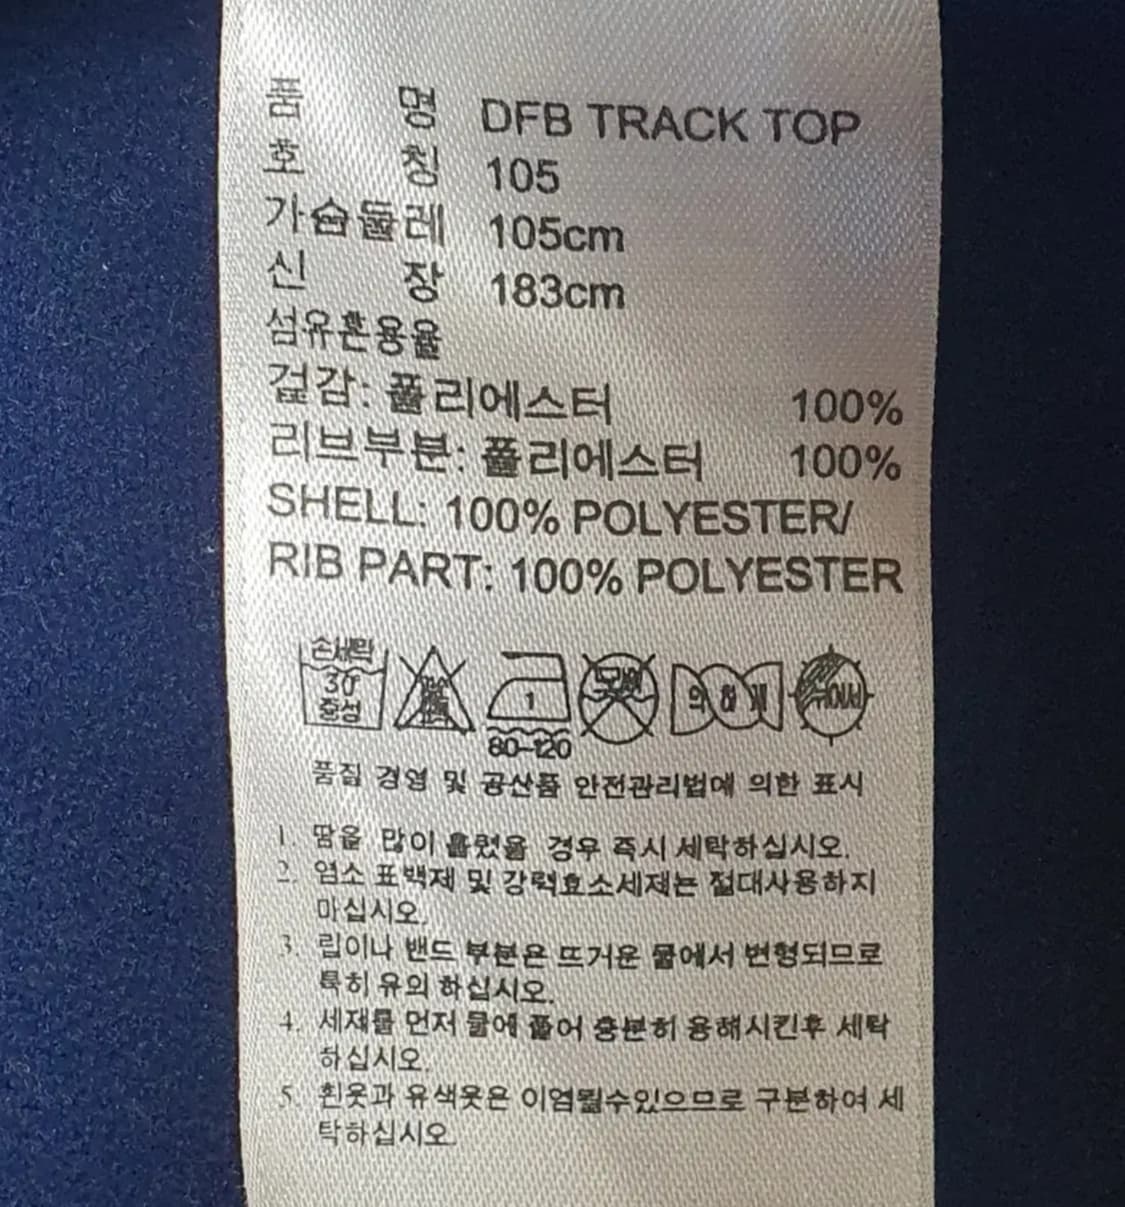 품 명 DFB TRACK TOP
호 칭 105
가슴둘레 105cm
신 장 183cm
섬유혼용율
겉감: 폴리에스터 100%
리브부분: 폴리에스터 100%
SHELL: 100% POLYESTER/
RIB PART: 100% POLYESTER
손세탁
30°
중성
1
80-120
품질 경영 및 공산품 안전관리법에 의한 표시
1. 땀을 많이 흘렸을 경우 즉시 세탁하십시오.
2. 염소 표백제 및 강력효소세제는 절대사용하지
마십시오.
3. 립이나 밴드 부분은 뜨거운 물에서 변형되므로
특히 유의 하십시오.
4. 세재를 먼저 물에 풀어 충분히 용해시킨후 세탁
하십시오.
5. 흰옷과 유색옷은 이염될수있으므로 구분하여 세
탁하십시오.